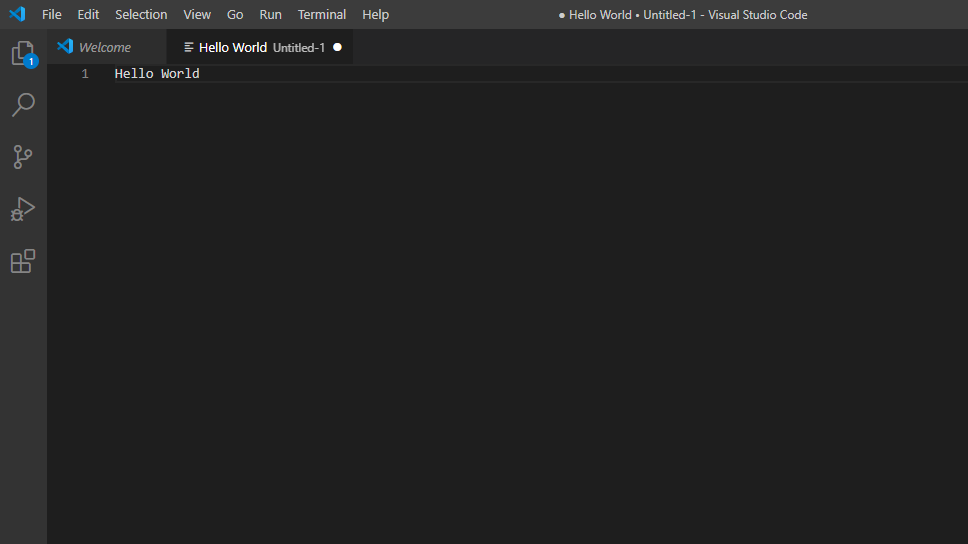 File Edit Selection View Go Run Terminal Help ● Hello World • Untitled-1 - Visual Studio Code
Welcome Hello World Untitled-1 ●
1
1 Hello World